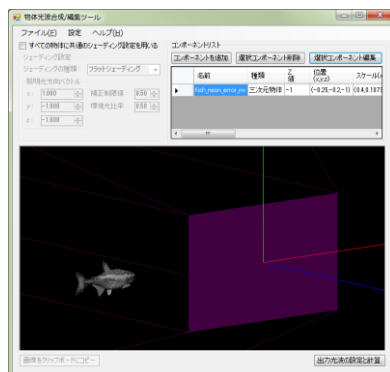 物体光波合成/編集ツール
ファイル(F) 設定 ヘルプ(H)
すべての物体に共通のシェーディング設定を用いる
シェーディング設定
シェーディングの種類: フラットシェーディング
照明光方向ベクトル
x: 1.000 補正制限値: 0.50
y: -1.000 環境光比率: 0.50
z: -1.000
コンポーネントリスト
コンポーネントを追加 選択コンポーネント削除 選択コンポーネント編集
名前 種類 Z値 位置(x,y,z) スケール(x
三次元物体 -1 (-0.25,-0.2,-1)
画像をクリップボードにコピー
出力光波の設定と計算